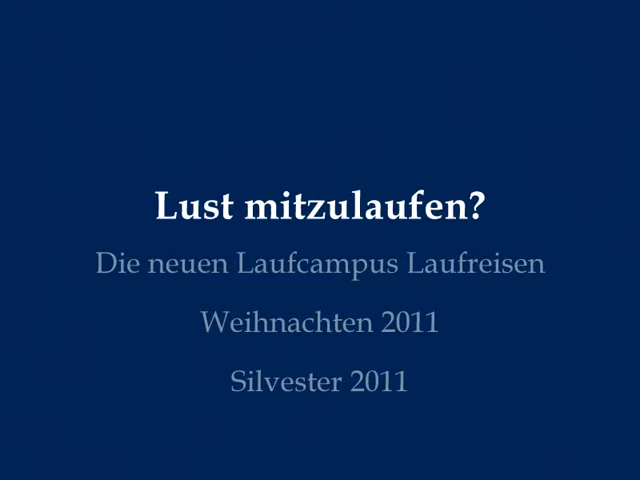 Lust mitzulaufen?
Die neuen Laufcampus Laufreisen
Weihnachten 2011
Silvester 2011